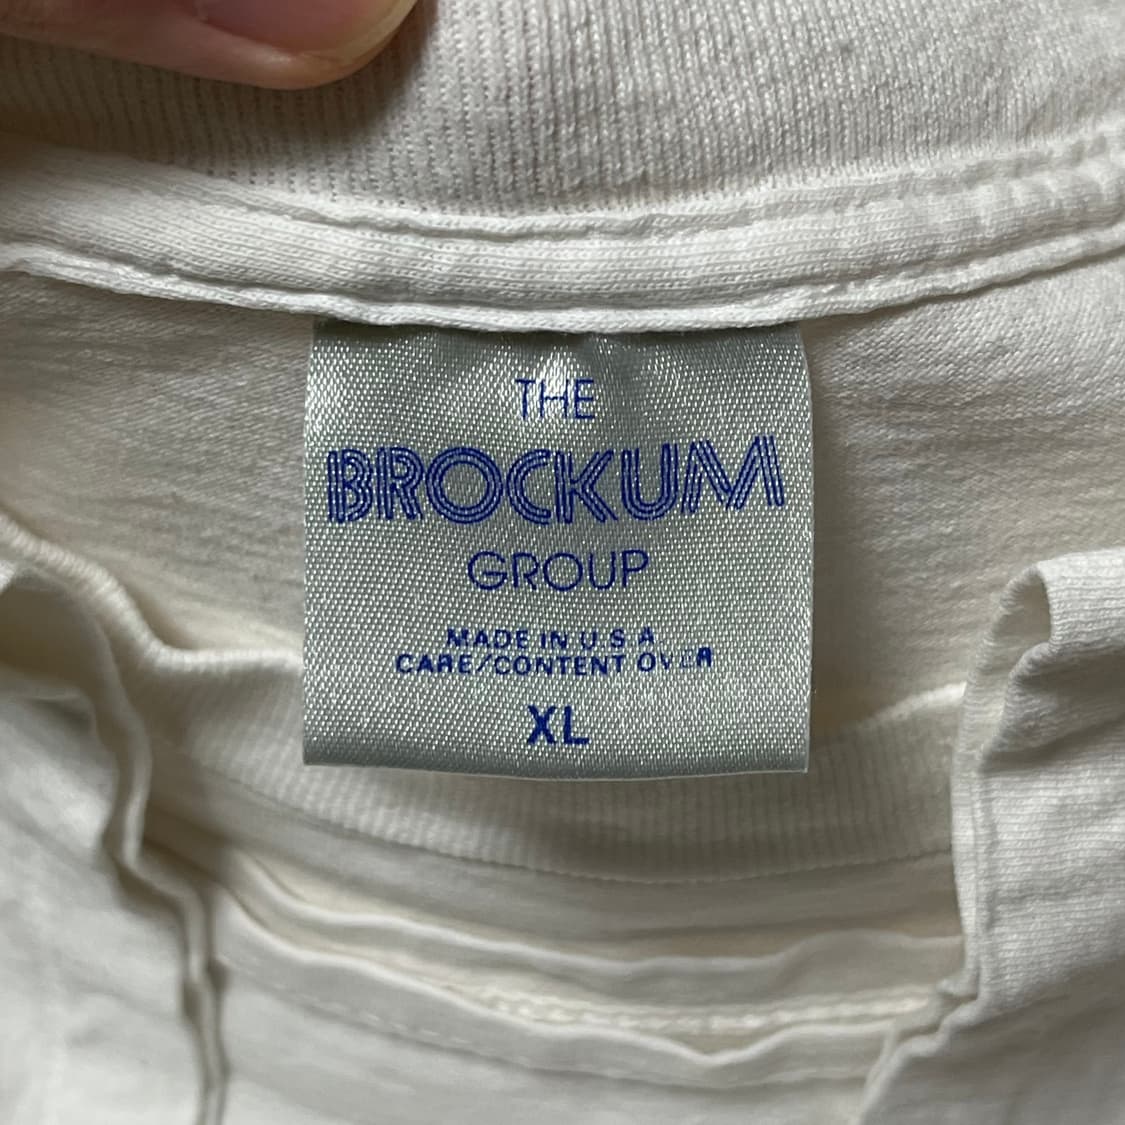 THE
BROCKUM
GROUP
MADE IN U.S.A.
CARE/CONTENT OVER
XL